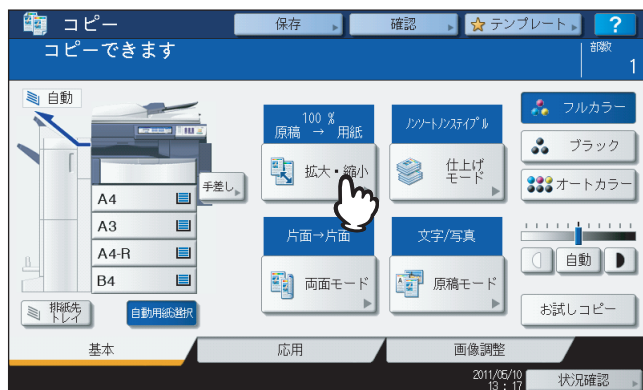 コピー
保存
確認
テンプレート
?
コピーできます
部数
1
自動
A4
A3
A4-R
B4
手差し
排紙先
トレイ
自動用紙選択
100 %
原稿 → 用紙
拡大・縮小
ノンソートノンステイプル
仕上げ
モード
片面→片面
両面モード
文字/写真
原稿モード
フルカラー
ブラック
オートカラー
自動
お試しコピー
基本
応用
画像調整
2011/05/10
13 : 17
状況確認